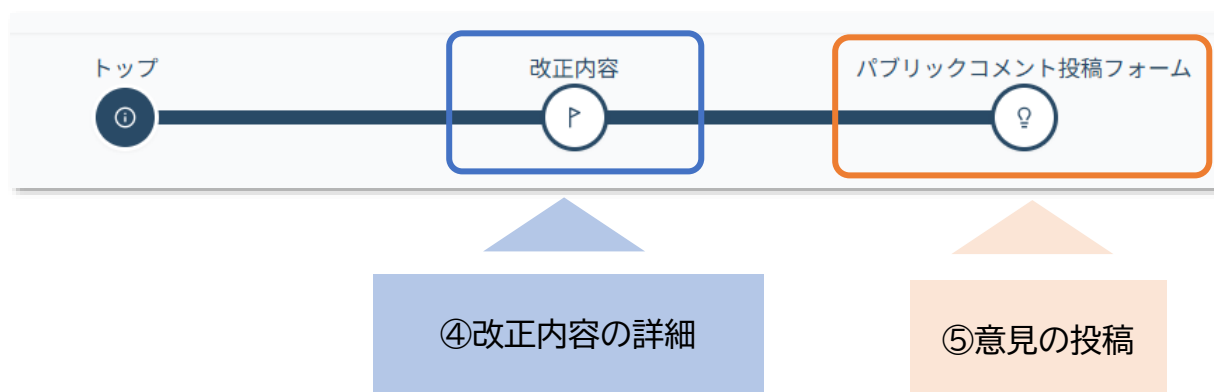 トップ
改正内容
パブリックコメント投稿フォーム
④改正内容の詳細
⑤意見の投稿